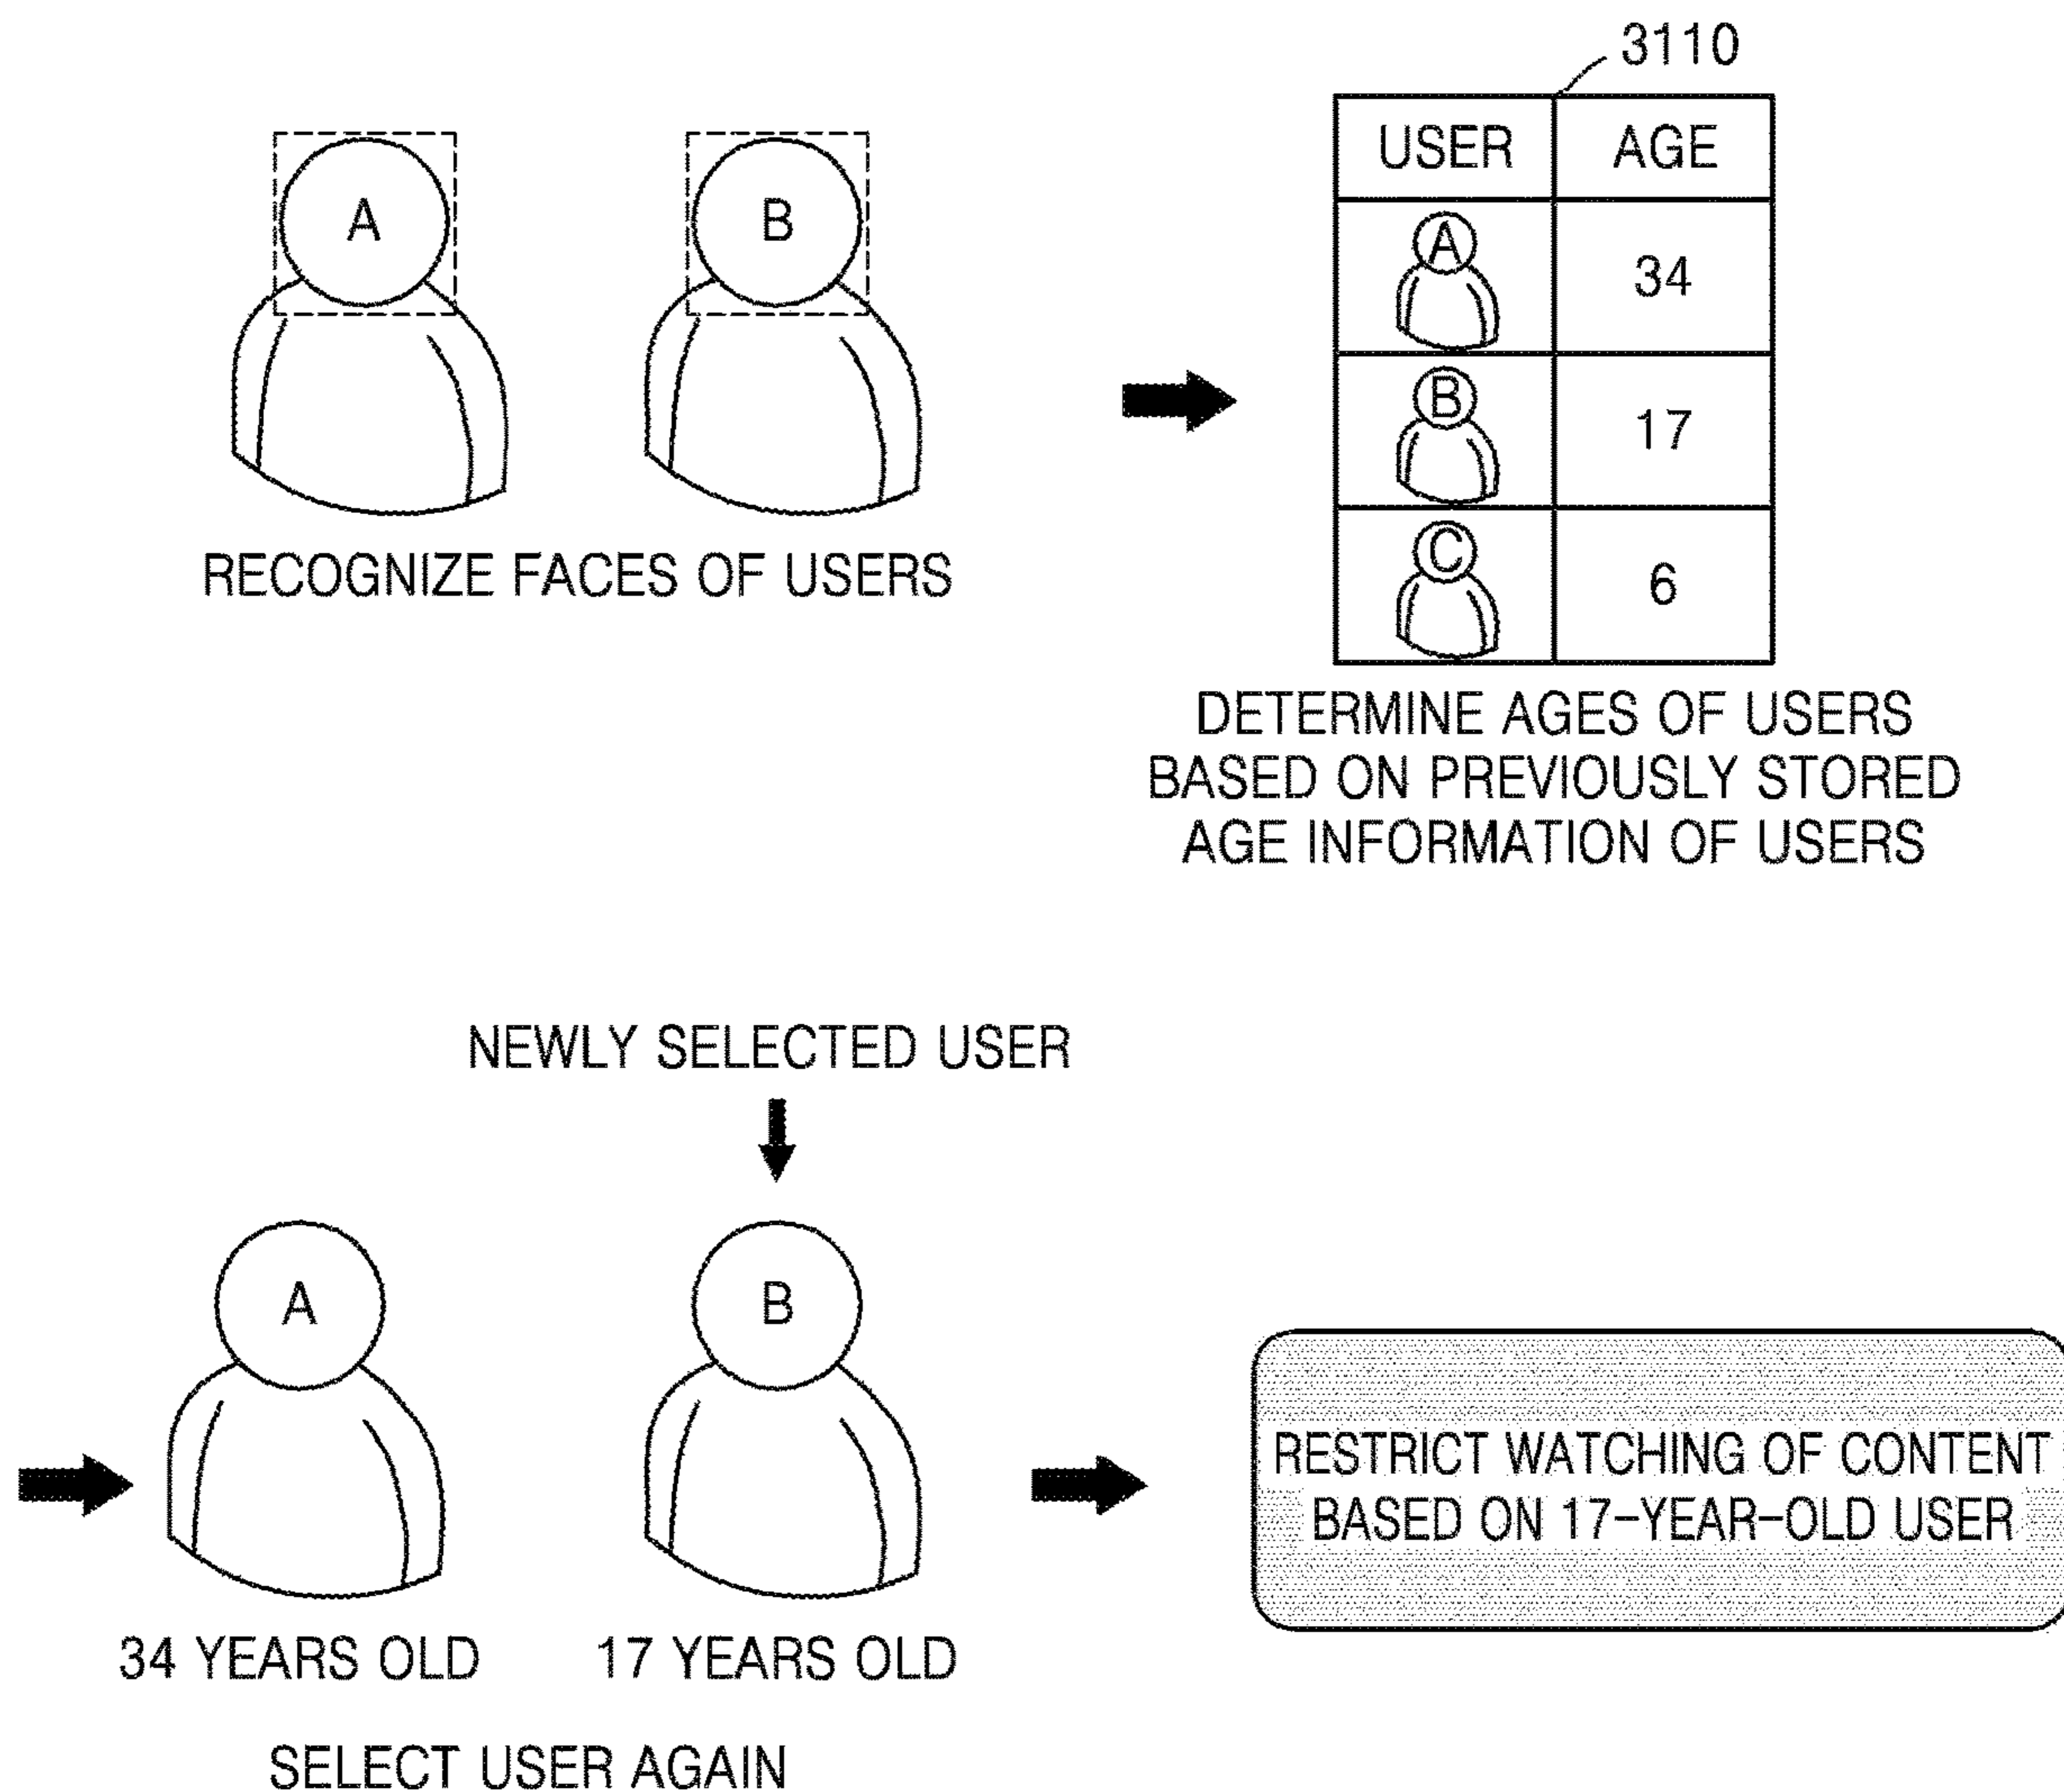 3110
A
B
USER AGE
A 34
B 17
C 6
RECOGNIZE FACES OF USERS
DETERMINE AGES OF USERS
BASED ON PREVIOUSLY STORED
AGE INFORMATION OF USERS
NEWLY SELECTED USER
A
B
RESTRICT WATCHING OF CONTENT
BASED ON 17-YEAR-OLD USER
34 YEARS OLD
17 YEARS OLD
SELECT USER AGAIN